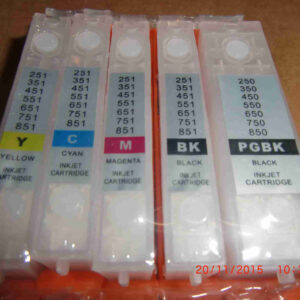 251
351
451
551
651
751
851
Y
YELLOW
INKJET
CARTRIDGE
251
351
451
551
651
751
851
C
CYAN
INKJET
CARTRIDGE
251
351
451
551
651
751
851
M
MAGENTA
INKJET
CARTRIDGE
251
351
451
551
651
751
851
BK
BLACK
INKJET
CARTRIDGE
250
350
450
550
650
750
850
PGBK
BLACK
INKJET
CARTRIDGE
20/11/2015